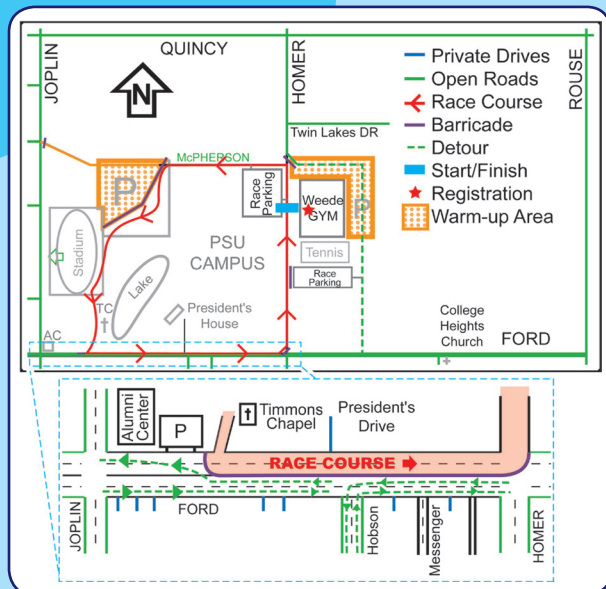 JOPLIN
QUINCY
HOMER
ROUSE
N
Private Drives
Open Roads
Race Course
Barricade
Detour
Start/Finish
Registration
Warm-up Area
Twin Lakes DR
McPHERSON
P
Race
Parking
Weede
GYM
P
PSU
CAMPUS
Stadium
Tennis
Race
Parking
Lake
TC
President's
House
AC
College
Heights
Church
FORD
Alumni
Center
P
Timmons
Chapel
President's
Drive
RACE COURSE
JOPLIN
FORD
Hobson
Messenger
HOMER